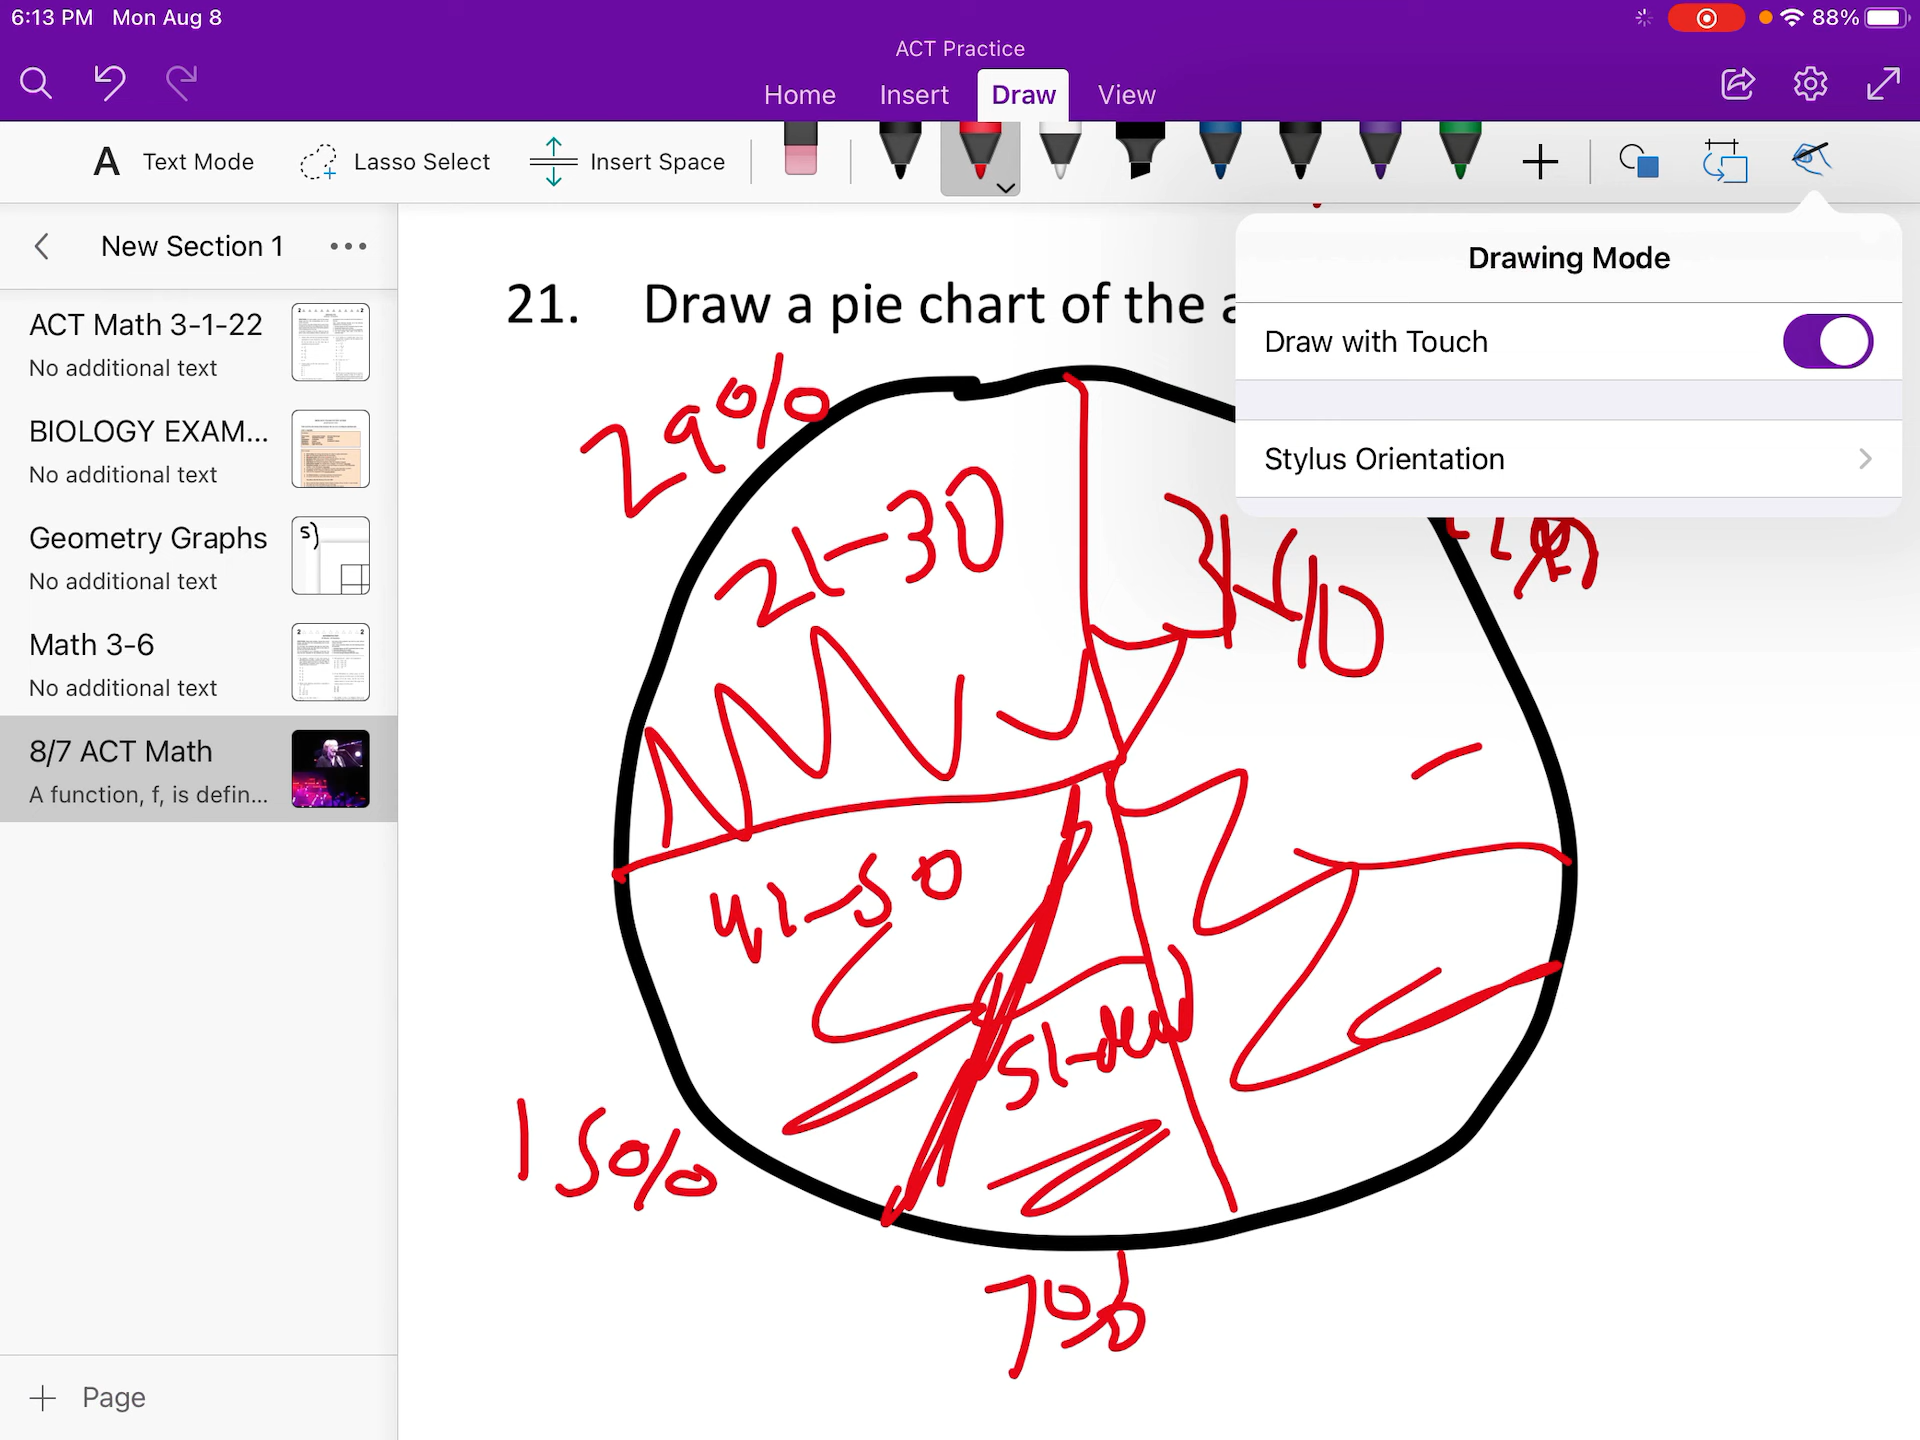 6:13 PM Mon Aug 8
88%
ACT Practice
Home Insert Draw View
A Text Mode Lasso Select Insert Space
New Section 1
Drawing Mode
Draw with Touch
Stylus Orientation
ACT Math 3-1-22
No additional text
BIOLOGY EXAM...
No additional text
Geometry Graphs
No additional text
5)
Math 3-6
No additional text
8/7 ACT Math
A function, f, is defin...
Page
21. Draw a pie chart of the
29%
21-30
31-40
41-50
51-dead
15%
7%